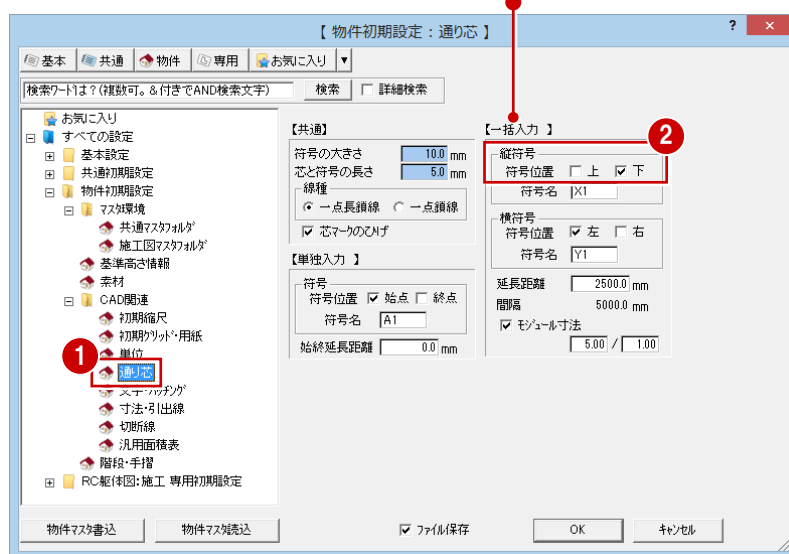 【 物件初期設定：通り芯 】
? ×
基本 共通 物件 専用 お気に入り ▼
検索ワードは？(複数可。＆付きでAND検索文字) 検索 詳細検索
お気に入り
すべての設定
基本設定
共通初期設定
物件初期設定
マスタ環境
共通マスタフォルダ
施工図マスタフォルダ
基準高さ情報
素材
CAD関連
初期縮尺
初期グリッド・用紙
単位
1
通り芯
文字・ハッチング
寸法・引出線
切断線
汎用面積表
階段・手摺
RC躯体図：施工 専用初期設定
【共通】
符号の大きさ 10.0 mm
芯と符号の長さ 5.0 mm
線種
一点長鎖線 一点鎖線
芯マークのひげ
【単独入力 】
符号
符号位置 始点 終点
符号名 A1
始終延長距離 0.0 mm
【一括入力 】
2
縦符号
符号位置 上 下
符号名 X1
横符号
符号位置 左 右
符号名 Y1
延長距離 2500.0 mm
間隔 5000.0 mm
モジュール寸法
5.00 / 1.00
物件マスタ書込 物件マスタ読込 ファイル保存 OK キャンセル